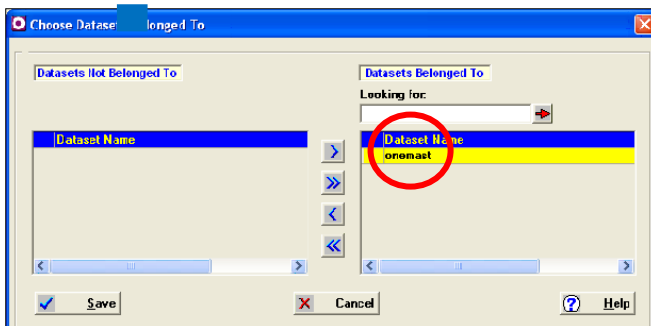 Choose Dataset longed To
Datasets Not Belonged To
Datasets Belonged To
Looking for:
Dataset Name
Dataset Name
onemast
Save
Cancel
Help